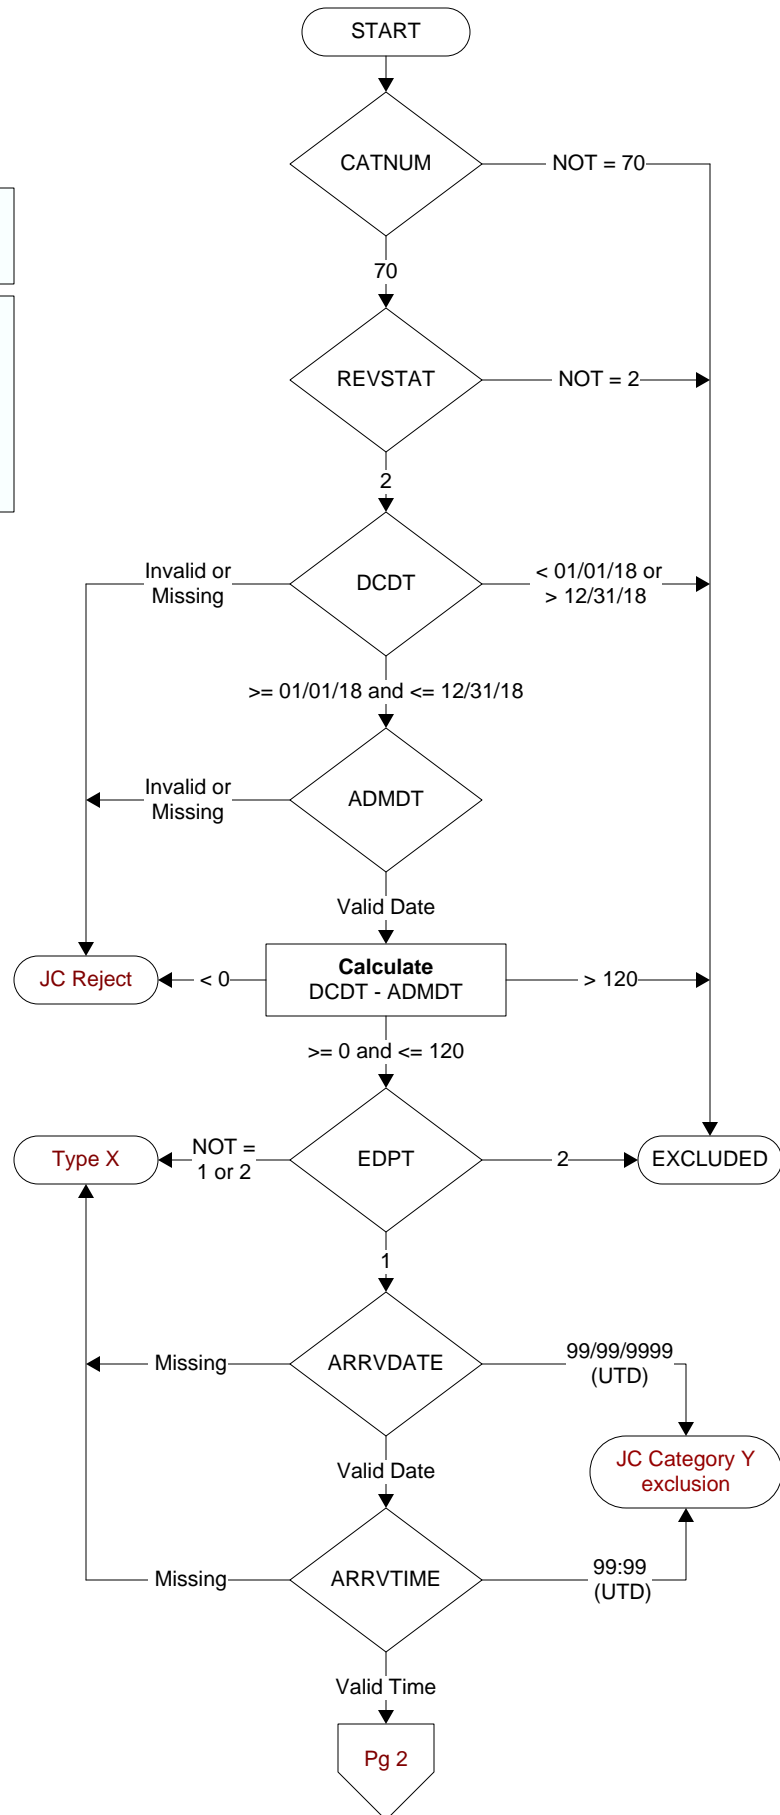 START
CATNUM
NOT = 70
70
REVSTAT
NOT = 2
2
Invalid or
Missing
DCDT
< 01/01/18 or
> 12/31/18
>= 01/01/18 and <= 12/31/18
Invalid or
Missing
ADMDT
Valid Date
JC Reject
< 0
Calculate
DCDT - ADMDT
> 120
>= 0 and <= 120
Type X
NOT =
1 or 2
EDPT
2
EXCLUDED
1
Missing
ARRVDATE
99/99/9999
(UTD)
Valid Date
JC Category Y
exclusion
Missing
ARRVTIME
99:99
(UTD)
Valid Time
Pg 2